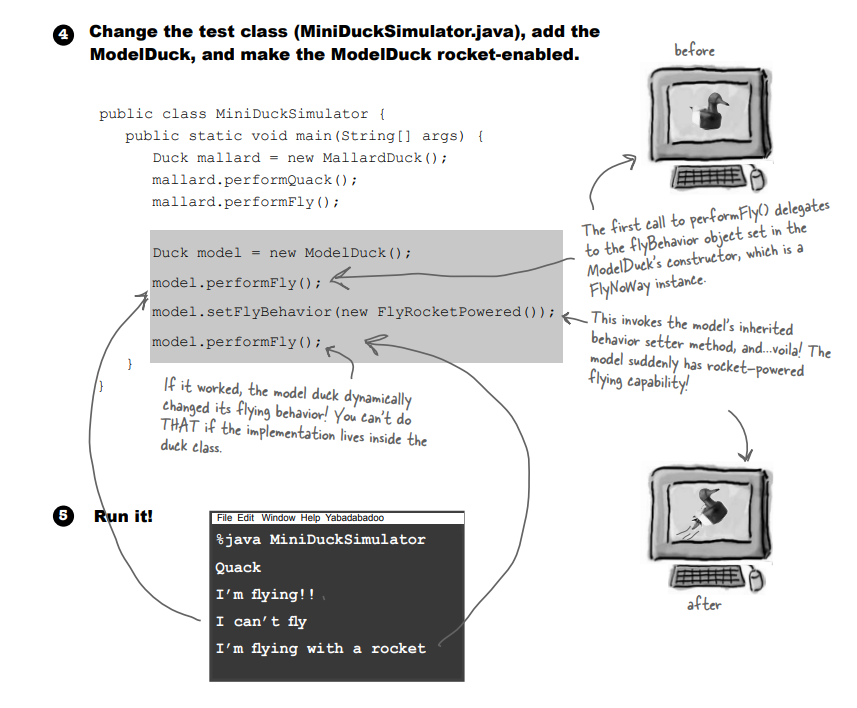 4 Change the test class (MiniDuckSimulator.java), add the
ModelDuck, and make the ModelDuck rocket-enabled.
before
public class MiniDuckSimulator {
public static void main(String[] args) {
Duck mallard = new MallardDuck();
mallard.performQuack();
mallard.performFly();
Duck model = new ModelDuck();
model.performFly();
model.setFlyBehavior(new FlyRocketPowered());
model.performFly();
}
}
The first call to performFly() delegates
to the flyBehavior object set in the
ModelDuck's constructor, which is a
FlyNoWay instance.
This invokes the model's inherited
behavior setter method, and...voila! The
model suddenly has rocket-powered
flying capability!
If it worked, the model duck dynamically
changed its flying behavior! You can't do
THAT if the implementation lives inside the
duck class.
5 Run it!
File Edit Window Help Yabadabadoo
%java MiniDuckSimulator
Quack
I'm flying!!
I can't fly
I'm flying with a rocket
after